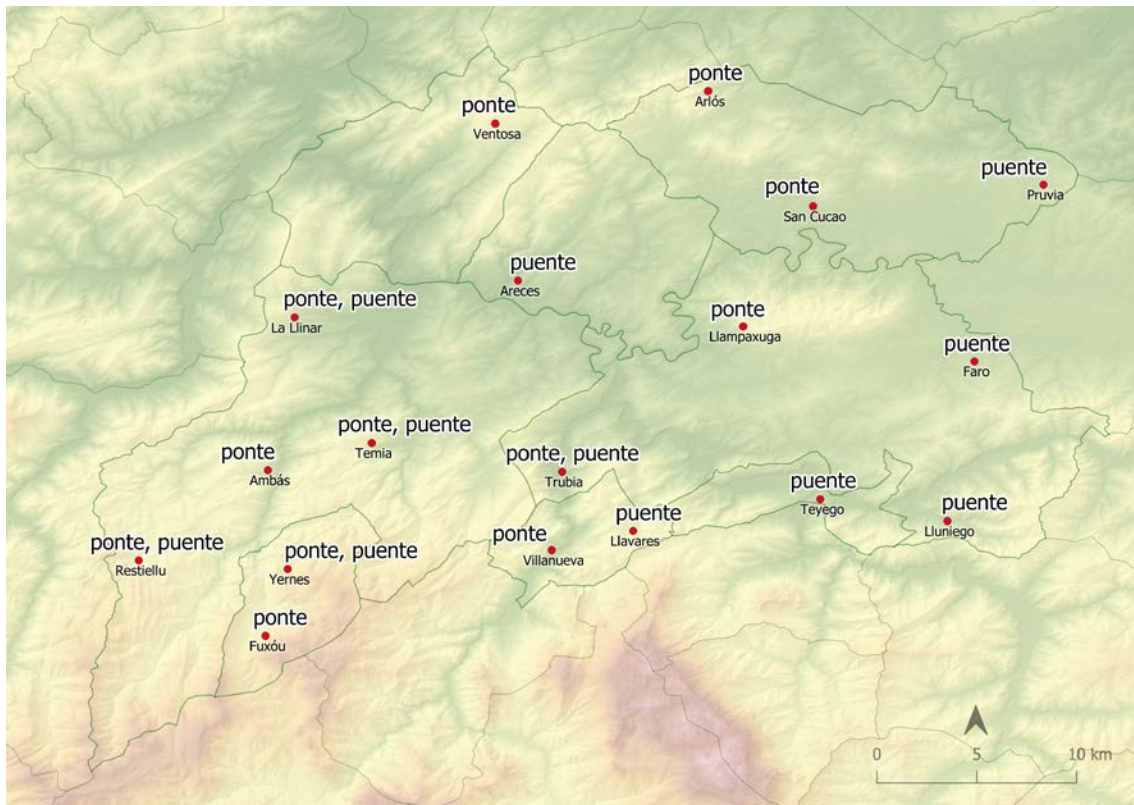 ponte
Arlós
ponte
Ventosa
puente
Pruvia
ponte
San Cucao
puente
Areces
ponte, puente
La Llinar
ponte
Llampaxuga
puente
Faro
ponte, puente
Temia
ponte
Ambás
ponte, puente
Trubia
puente
Teyego
puente
Lluniego
puente
Llavares
ponte
Villanueva
ponte, puente
Restiellu
ponte, puente
Yernes
ponte
Fuxóu
0 5 10 km